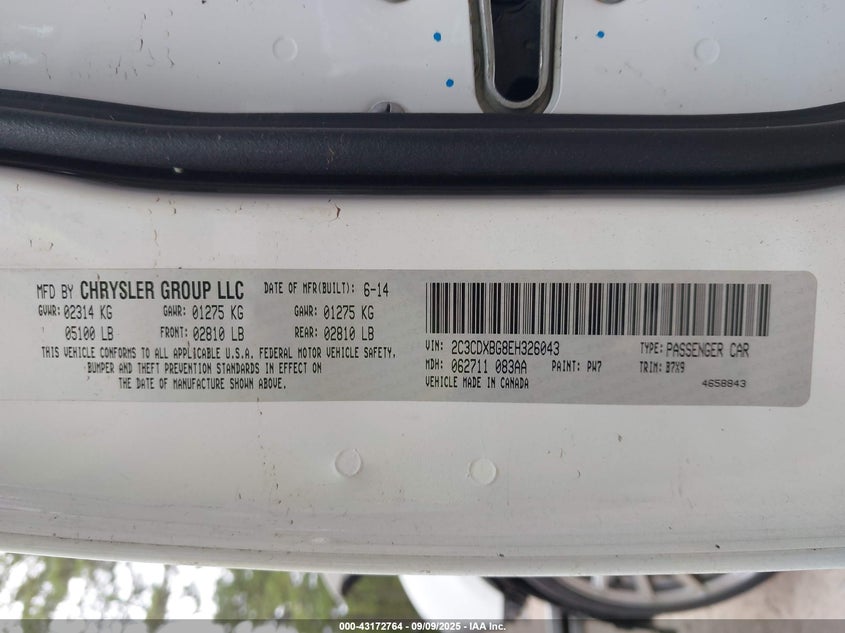 MFD BY CHRYSLER GROUP LLC DATE OF MFR(BUILT): 6-14
GVWR: 02314 KG GAWR: 01275 KG GAWR: 01275 KG
05100 LB FRONT: 02810 LB REAR: 02810 LB
THIS VEHICLE CONFORMS TO ALL APPLICABLE U.S.A. FEDERAL MOTOR VEHICLE SAFETY,
BUMPER AND THEFT PREVENTION STANDARDS IN EFFECT ON
THE DATE OF MANUFACTURE SHOWN ABOVE.
VIN: 2C3CDXBG8EH326043 TYPE: PASSENGER CAR
MDH: 062711 083AA PAINT: PW7 TRIM: B7X9
VEHICLE MADE IN CANADA 4658843
000-43172764 - 09/09/2025 - IAA Inc.